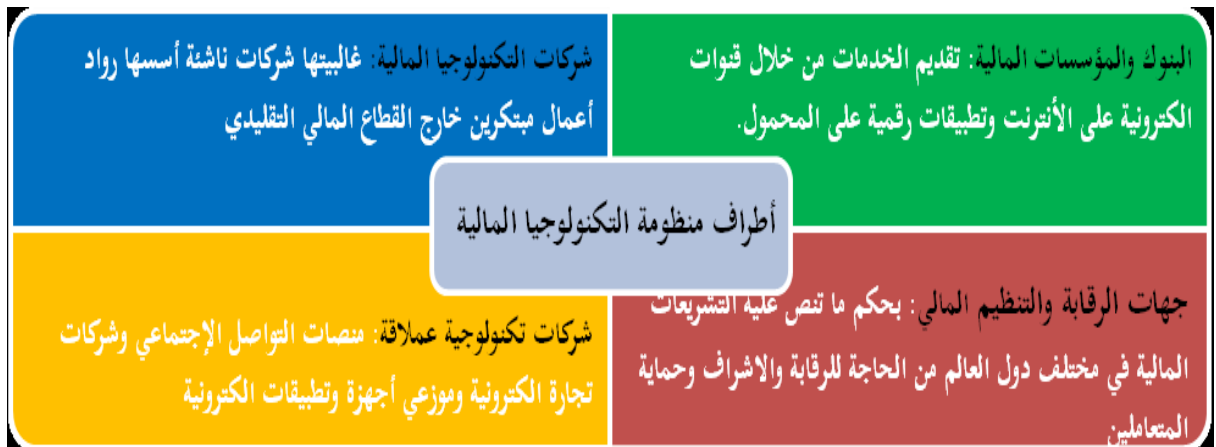 البنوك والمؤسسات المالية: تقديم الخدمات من خلال قنوات
الكترونية على الأنترنت وتطبيقات رقمية على المحمول.
شركات التكنولوجيا المالية: غالبيتها شركات ناشئة أسسها رواد
أعمال مبتكرين خارج القطاع المالي التقليدي
أطراف منظومة التكنولوجيا المالية
جهات الرقابة والتنظيم المالي: بحكم ما تنص عليه التشريعات
المالية في مختلف دول العالم من الحاجة للرقابة والاشراف وحماية
المتعاملين
شركات تكنولوجية عملاقة: منصات التواصل الإجتماعي وشركات
تجارة الكترونية وموزعي أجهزة وتطبيقات الكترونية